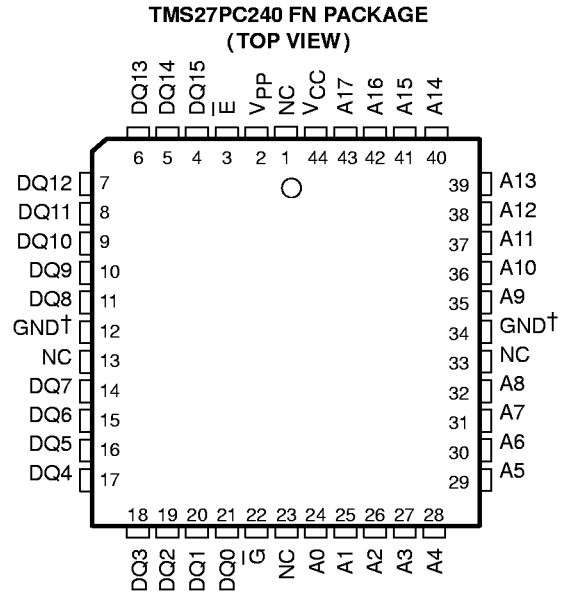 TMS27PC240 FN PACKAGE
(TOP VIEW)
DQ13 DQ14 DQ15 E̅ VPP NC VCC A17 A16 A15 A14
6 5 4 3 2 1 44 43 42 41 40
DQ12 7 39 A13
DQ11 8 38 A12
DQ10 9 37 A11
DQ9 10 36 A10
DQ8 11 35 A9
GND† 12 34 GND†
NC 13 33 NC
DQ7 14 32 A8
DQ6 15 31 A7
DQ5 16 30 A6
DQ4 17 29 A5
18 19 20 21 22 23 24 25 26 27 28
DQ3 DQ2 DQ1 DQ0 G̅ NC A0 A1 A2 A3 A4